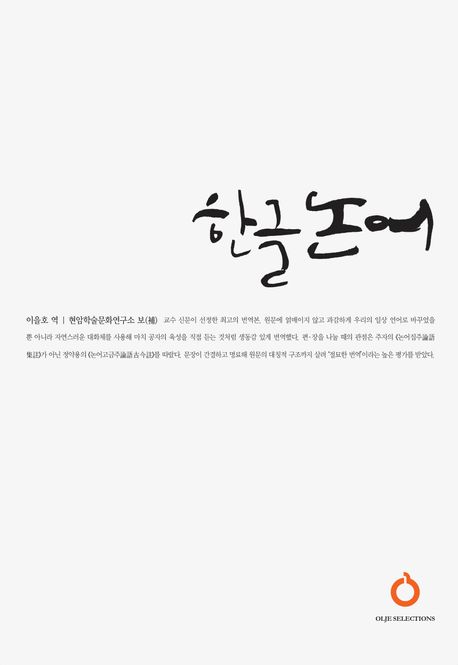 한글논어
이을호 역 | 현암학술문화연구소 보(補) 교수 신문이 선정한 최고의 번역본. 원문에 얽매이지 않고 과감하게 우리의 일상 언어로 바꾸었을
뿐 아니라 자연스러운 대화체를 사용해 마치 공자의 육성을 직접 듣는 것처럼 생동감 있게 번역했다. 편·장을 나눌 때의 관점은 주자의 《논어집주論語
集註》가 아닌 정약용의 《논어고금주論語古今註》를 따랐다. 문장이 간결하고 명료해 원문의 대칭적 구조까지 살려 “절묘한 번역”이라는 높은 평가를 받았다.
OLJE SELECTIONS